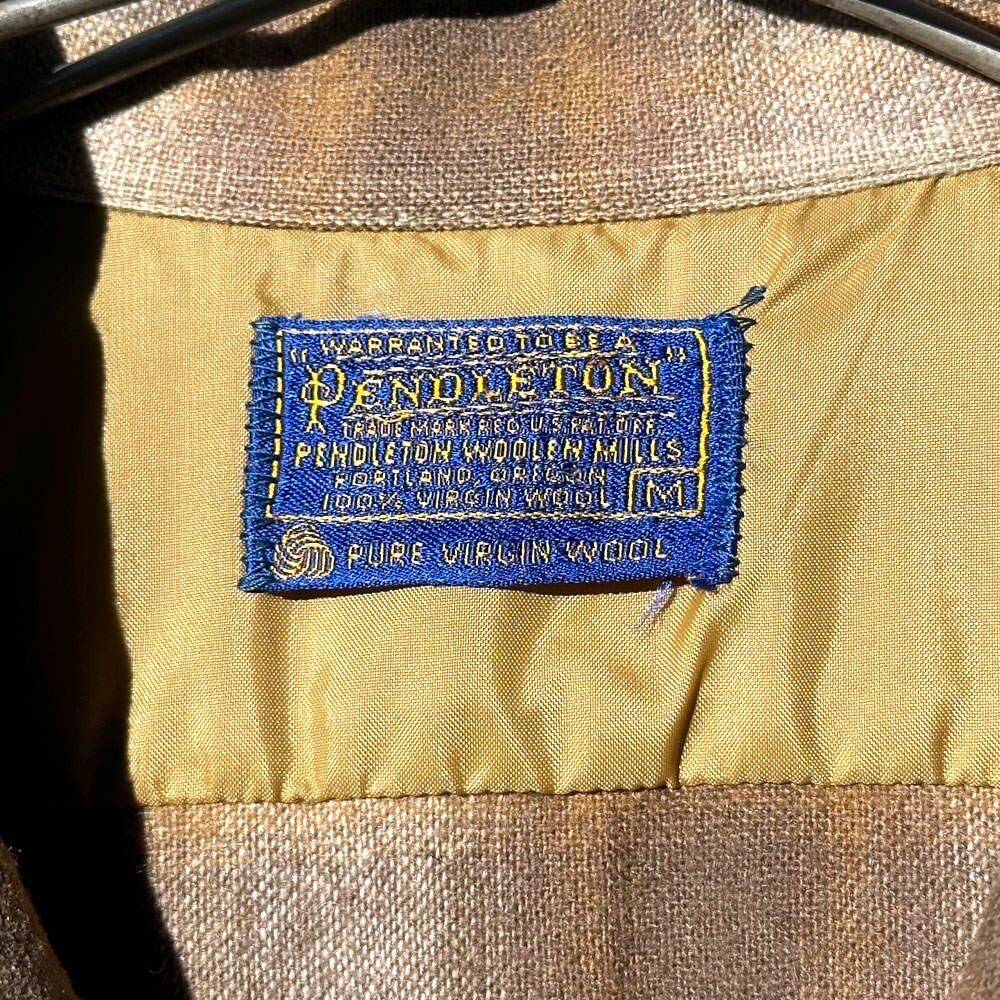 "WARRANTED TO BE A
PENDLETON"
TRADE MARK REG. U.S. PAT. OFF.
PENDLETON WOOLEN MILLS
PORTLAND, OREGON
100% VIRGIN WOOL M
PURE VIRGIN WOOL